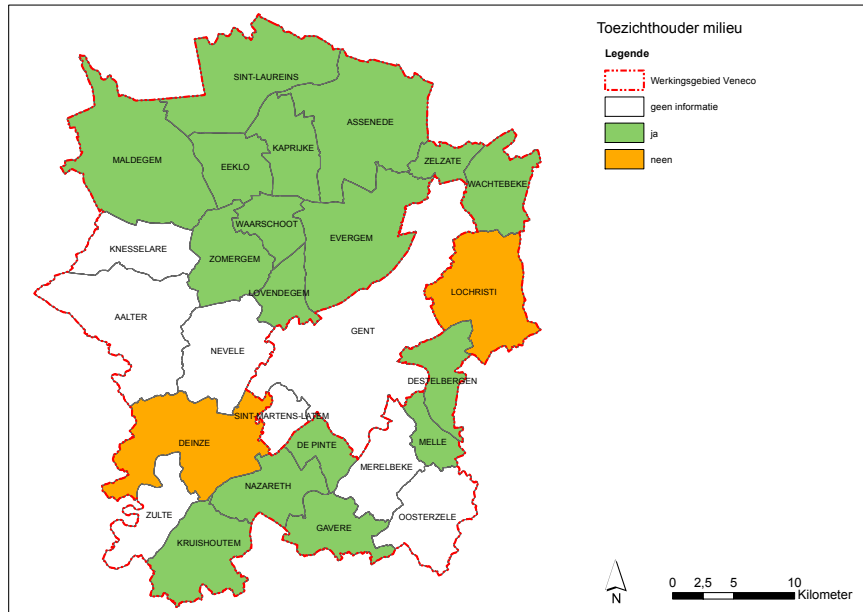 Toezichthouder milieu
Legende
Werkingsgebied Veneco
geen informatie
ja
neen
SINT-LAUREINS
ASSENEDE
KAPRIJKE
MALDEGEM
EEKLO
ZELZATE
WACHTEBEKE
WAARSCHOOT
EVERGEM
KNESSELARE
ZOMERGEM
LOVENDEGEM
LOCHRISTI
AALTER
GENT
NEVELE
DESTELBERGEN
SINT-MARTENS-LATEM
DEINZE
DE PINTE
MELLE
MERELBEKE
NAZARETH
ZULTE
OOSTERZELE
GAVERE
KRUISHOUTEM
N
0 2,5 5 10
Kilometer